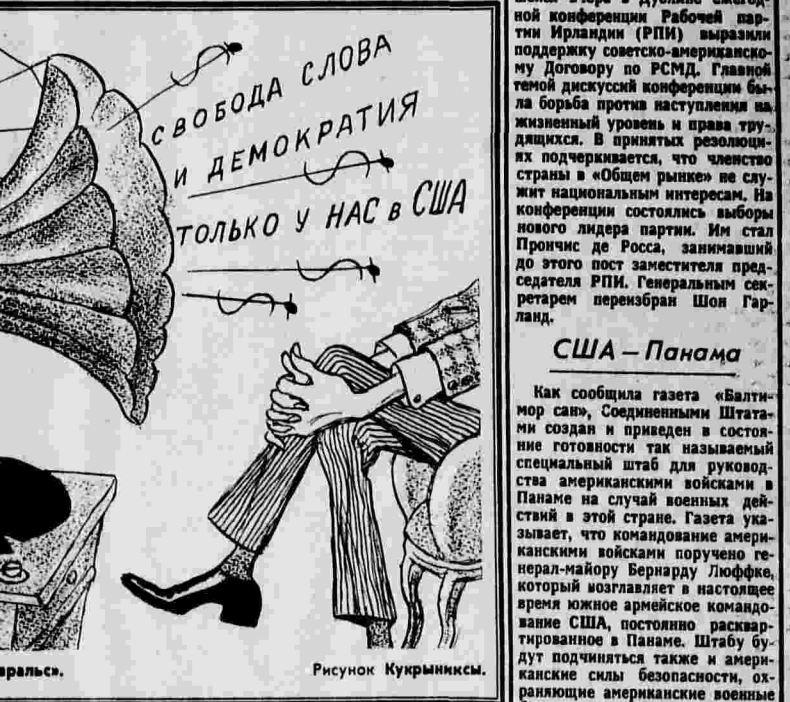 СВОБОДА СЛОВА
И ДЕМОКРАТИЯ
ТОЛЬКО У НАС в США
Рисунок Кукрыниксы.
ной конференции Рабочей пар-
тии Ирландии (РПИ) выразили
поддержку советско-американско-
му Договору по РСМД. Главной
темой дискуссий конференции бы-
ла борьба против наступления на
жизненный уровень и права тру-
дящихся. В принятых резолюци-
ях подчеркивается, что членство
страны в «Общем рынке» не слу-
жит национальным интересам. На
конференции состоялись выборы
нового лидера партии. Им стал
Прончис де Росса, занимавший
до этого пост заместителя пред-
седателя РПИ. Генеральным сек-
ретарем переизбран Шон Гар-
ланд.
США — Панама
Как сообщила газета «Балти-
мор сан», Соединенными Штата-
ми создан и приведен в состоя-
ние готовности так называемый
специальный штаб для руковод-
ства американскими войсками в
Панаме на случай военных дей-
ствий в этой стране. Газета ука-
зывает, что командование амери-
канскими войсками поручено ге-
нерал-майору Бернарду Люффке,
который возглавляет в настоящее
время южное армейское командо-
вание США, постоянно расквар-
тированное в Панаме. Штабу бу-
дут подчиняться также и амери-
канские силы безопасности, ох-
раняющие американские военные